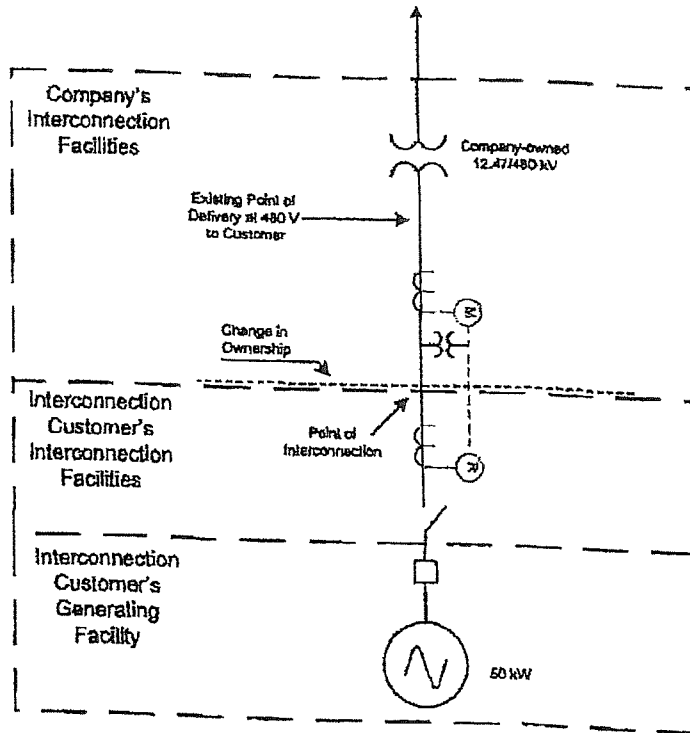 Company's
Interconnection
Facilities
Company-owned
12.47/480 kV
Existing Point of
Delivery at 480 V
to Customer
M
Change in
Ownership
Interconnection
Customer's
Interconnection
Facilities
Point of
Interconnection
R
Interconnection
Customer's
Generating
Facility
50 kW